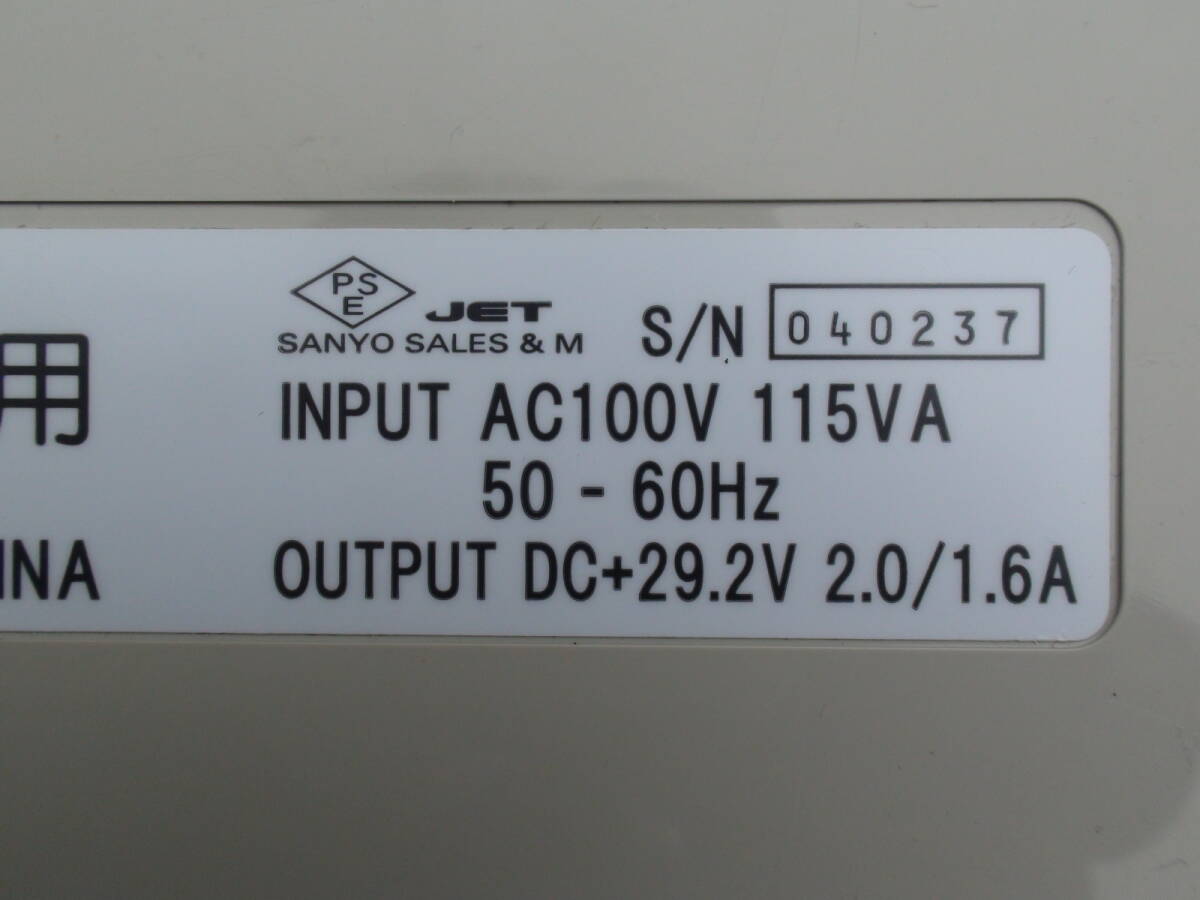 PSE JET
SANYO SALES & M S/N 040237
用
INPUT AC100V 115VA
50 - 60Hz
OUTPUT DC+29.2V 2.0/1.6A